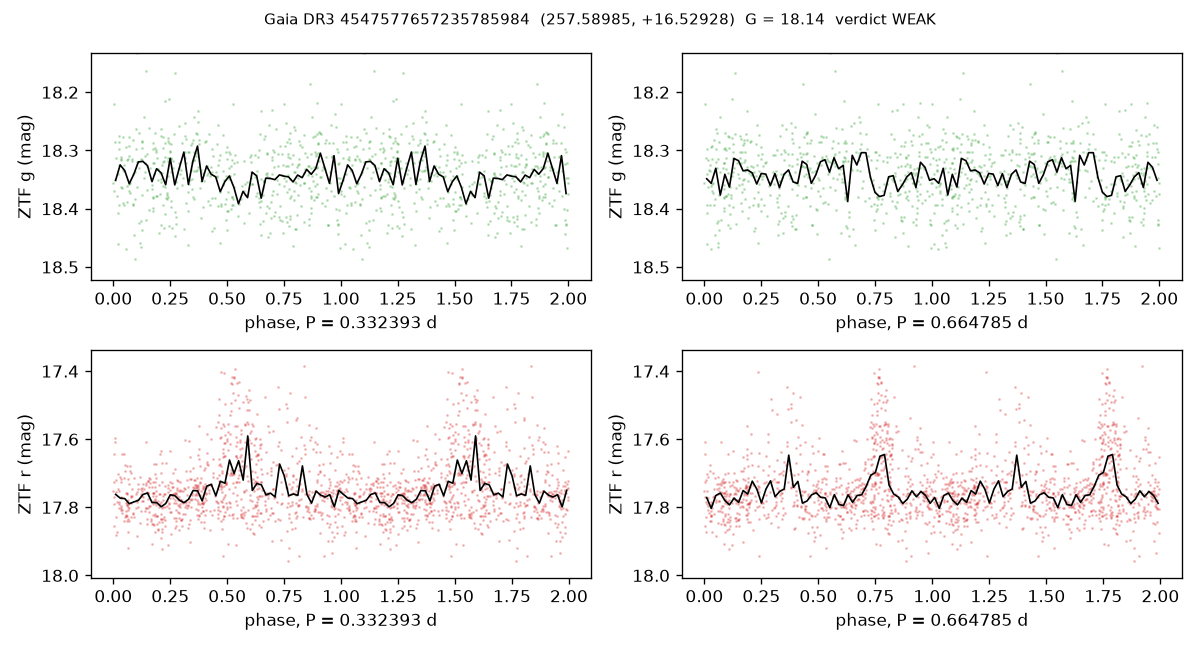 Gaia DR3 4547577657235785984 (257.58985, +16.52928) G = 18.14 verdict WEAK
ZTF g (mag)
18.2
18.3
18.4
18.5
0.00 0.25 0.50 0.75 1.00 1.25 1.50 1.75 2.00
phase, P = 0.332393 d
ZTF g (mag)
18.2
18.3
18.4
18.5
0.00 0.25 0.50 0.75 1.00 1.25 1.50 1.75 2.00
phase, P = 0.664785 d
ZTF r (mag)
17.4
17.6
17.8
18.0
0.00 0.25 0.50 0.75 1.00 1.25 1.50 1.75 2.00
phase, P = 0.332393 d
ZTF r (mag)
17.4
17.6
17.8
18.0
0.00 0.25 0.50 0.75 1.00 1.25 1.50 1.75 2.00
phase, P = 0.664785 d